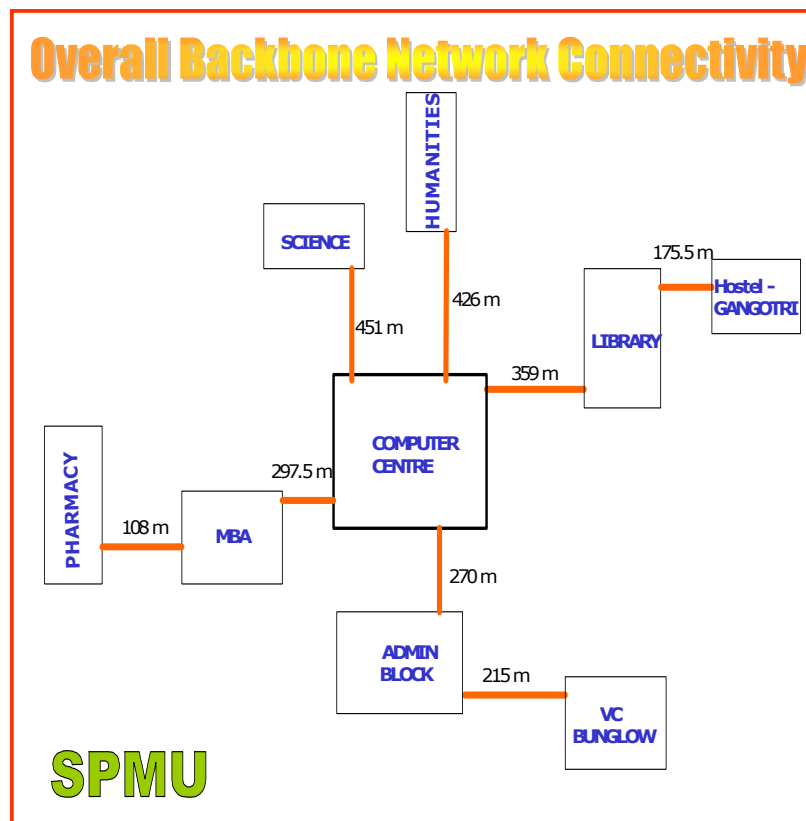 Overall Backbone Network Connectivity
HUMANITIES
SCIENCE
175.5 m
Hostel -
GANGOTRI
426 m
451 m
LIBRARY
359 m
COMPUTER
CENTRE
PHARMACY
297.5 m
108 m
MBA
270 m
ADMIN
BLOCK
215 m
VC
BUNGLOW
SPMU